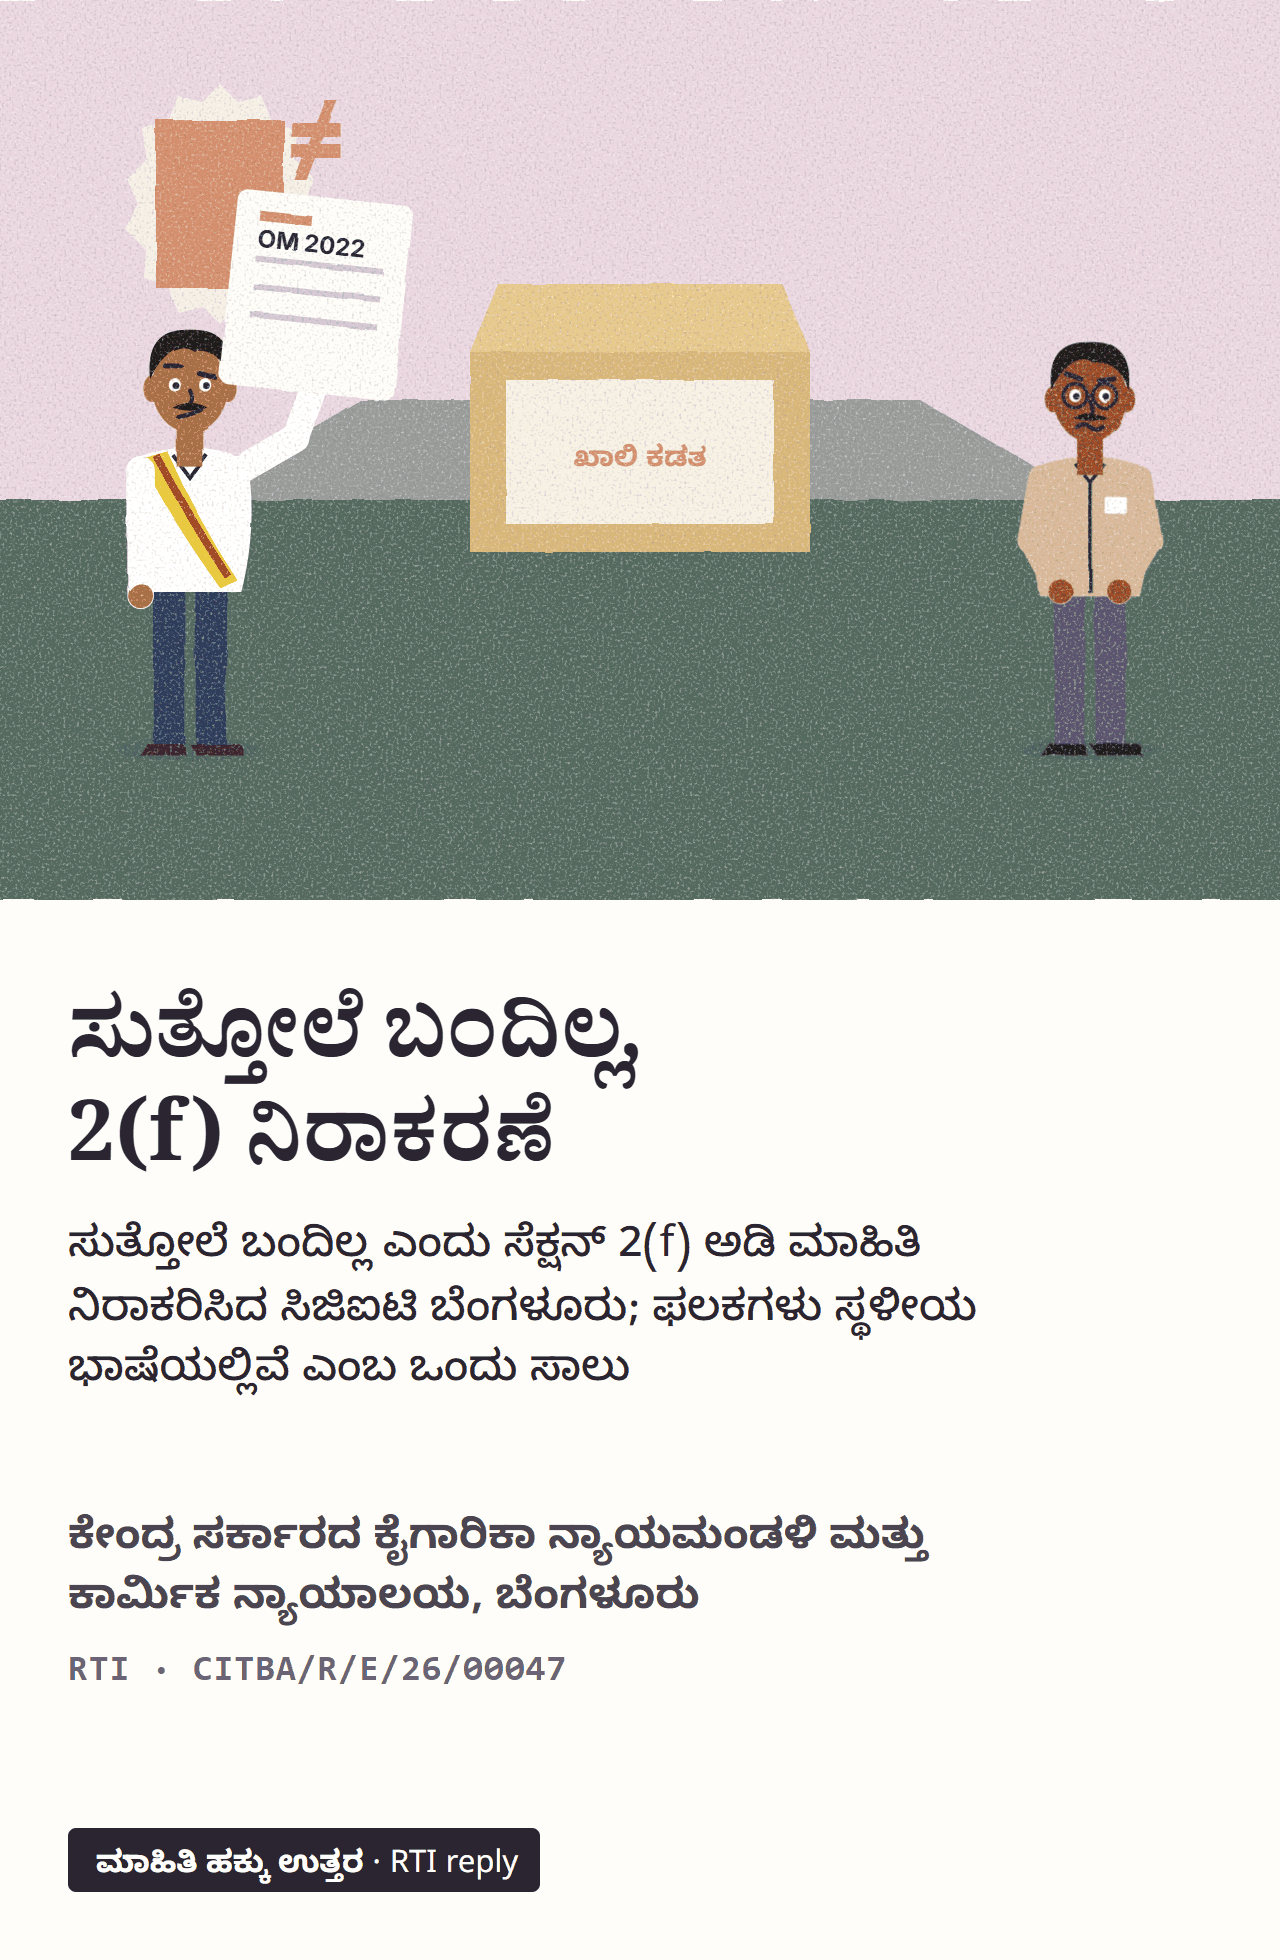 ≠
OM 2022
ಖಾಲಿ ಕಡತ
ಸುತ್ತೋಲೆ ಬಂದಿಲ್ಲ,
2(f) ನಿರಾಕರಣೆ
ಸುತ್ತೋಲೆ ಬಂದಿಲ್ಲ ಎಂದು ಸೆಕ್ಷನ್ 2(f) ಅಡಿ ಮಾಹಿತಿ
ನಿರಾಕರಿಸಿದ ಸಿಜಿಐಟಿ ಬೆಂಗಳೂರು; ಫಲಕಗಳು ಸ್ಥಳೀಯ
ಭಾಷೆಯಲ್ಲಿವೆ ಎಂಬ ಒಂದು ಸಾಲು
ಕೇಂದ್ರ ಸರ್ಕಾರದ ಕೈಗಾರಿಕಾ ನ್ಯಾಯಮಂಡಳಿ ಮತ್ತು
ಕಾರ್ಮಿಕ ನ್ಯಾಯಾಲಯ, ಬೆಂಗಳೂರು
RTI · CITBA/R/E/26/00047
ಮಾಹಿತಿ ಹಕ್ಕು ಉತ್ತರ · RTI reply